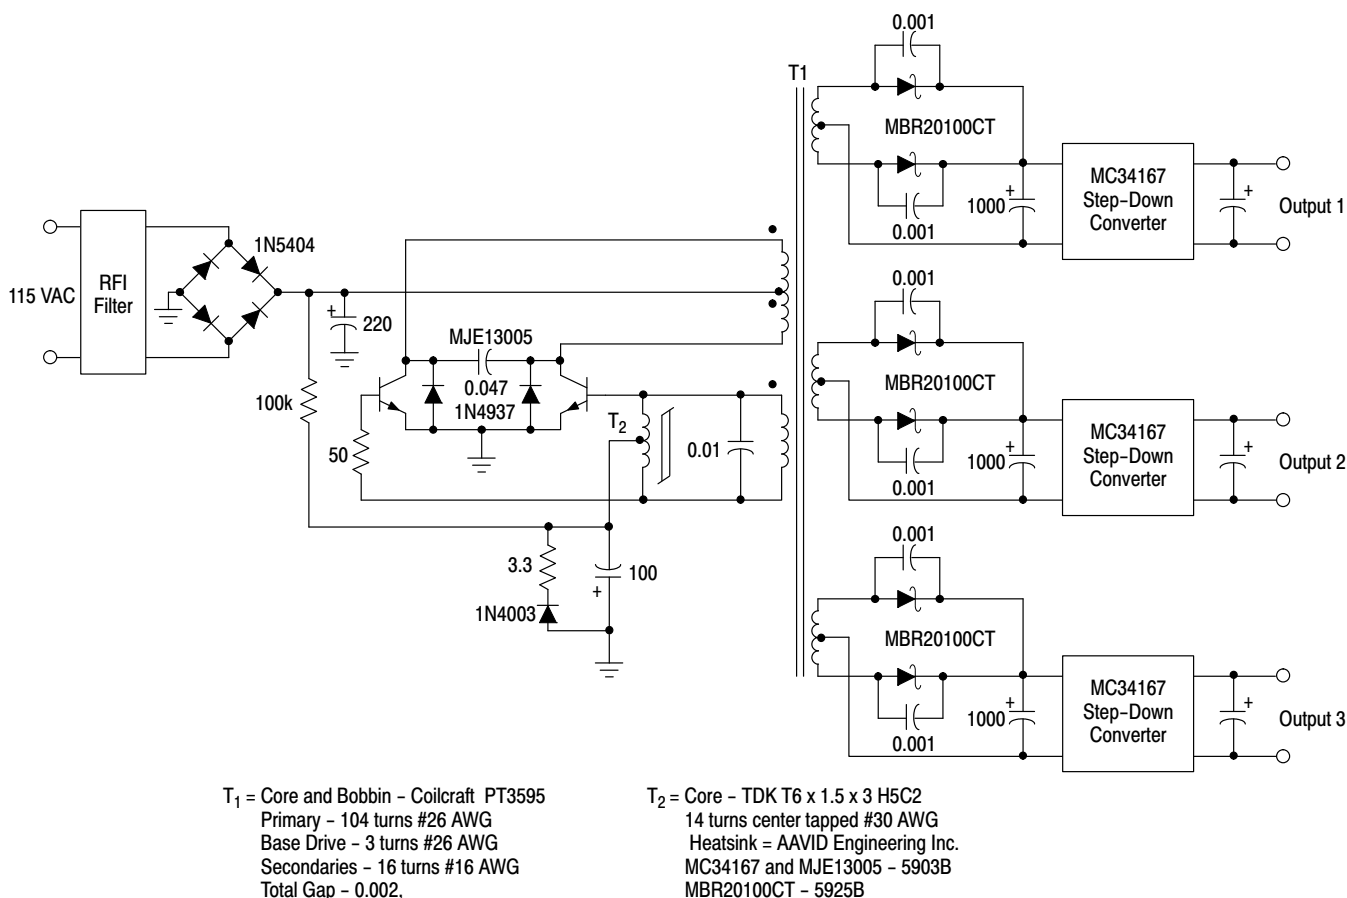 0.001
T1
MBR20100CT
0.001
1000
+
MC34167
Step-Down
Converter
+
Output 1
115 VAC
RFI
Filter
1N5404
+
220
100k
MJE13005
0.047
1N4937
50
T2
0.01
3.3
1N4003
100
+
0.001
MBR20100CT
0.001
1000
+
MC34167
Step-Down
Converter
+
Output 2
0.001
MBR20100CT
0.001
1000
+
MC34167
Step-Down
Converter
+
Output 3
T1 = Core and Bobbin - Coilcraft PT3595
Primary - 104 turns #26 AWG
Base Drive - 3 turns #26 AWG
Secondaries - 16 turns #16 AWG
Total Gap - 0.002,
T2 = Core - TDK T6 x 1.5 x 3 H5C2
14 turns center tapped #30 AWG
Heatsink = AAVID Engineering Inc.
MC34167 and MJE13005 - 5903B
MBR20100CT - 5925B